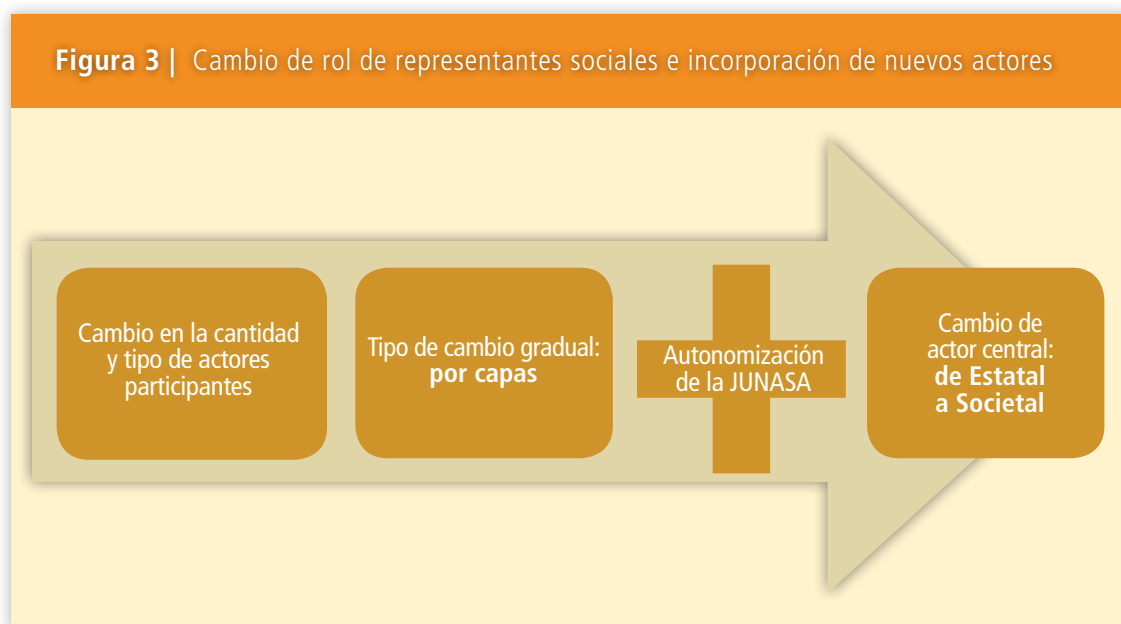 Figura 3 | Cambio de rol de representantes sociales e incorporación de nuevos actores
Cambio en la cantidad
y tipo de actores
participantes
Tipo de cambio gradual:
por capas
Autonomización
de la JUNASA
Cambio de
actor central:
de Estatal
a Societal